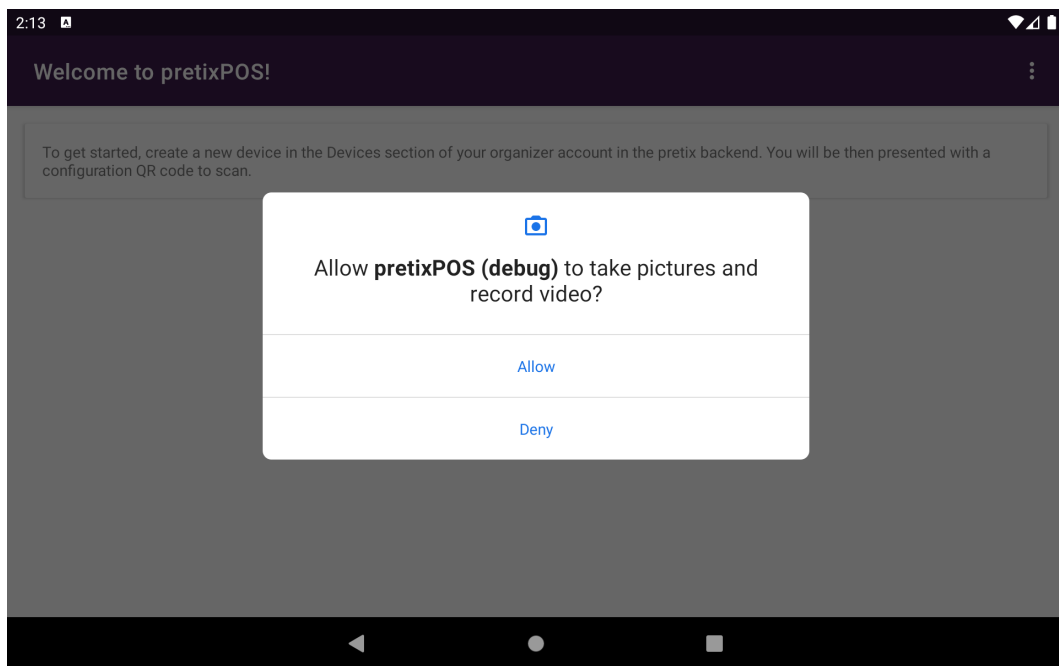 2:13
Welcome to pretixPOS!
To get started, create a new device in the Devices section of your organizer account in the pretix backend. You will be then presented with a
configuration QR code to scan.
Allow pretixPOS (debug) to take pictures and
record video?
Allow
Deny